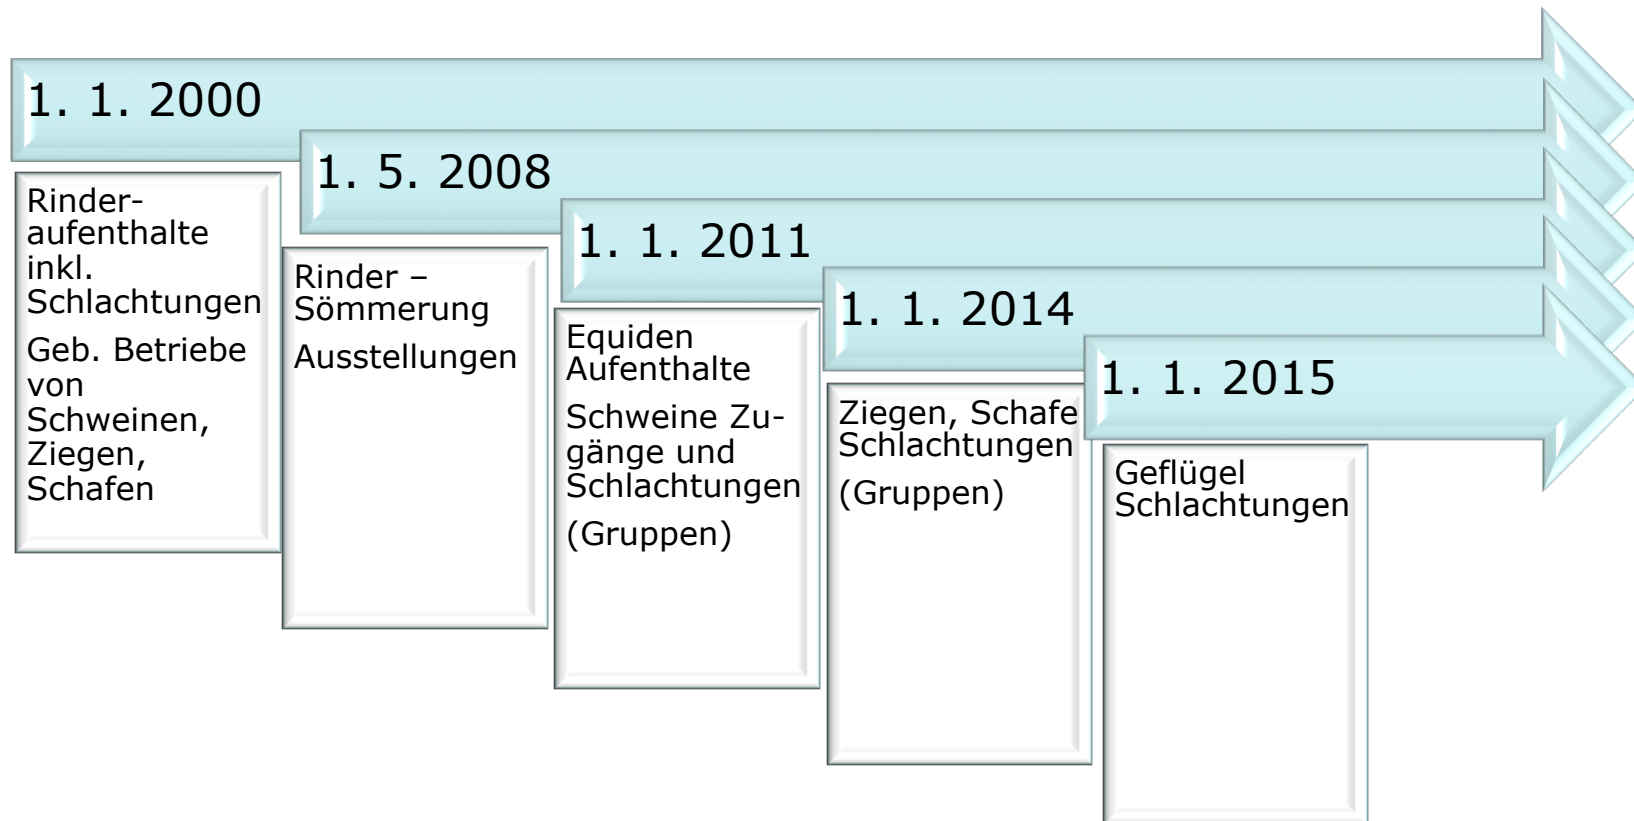 1. 1. 2000
Rinder-
aufenthalte
inkl.
Schlachtungen
Geb. Betriebe
von
Schweinen,
Ziegen,
Schafen
1. 5. 2008
Rinder –
Sömmerung
Ausstellungen
1. 1. 2011
Equiden
Aufenthalte
Schweine Zu-
gänge und
Schlachtungen
(Gruppen)
1. 1. 2014
Ziegen, Schafe
Schlachtungen
(Gruppen)
1. 1. 2015
Geflügel
Schlachtungen